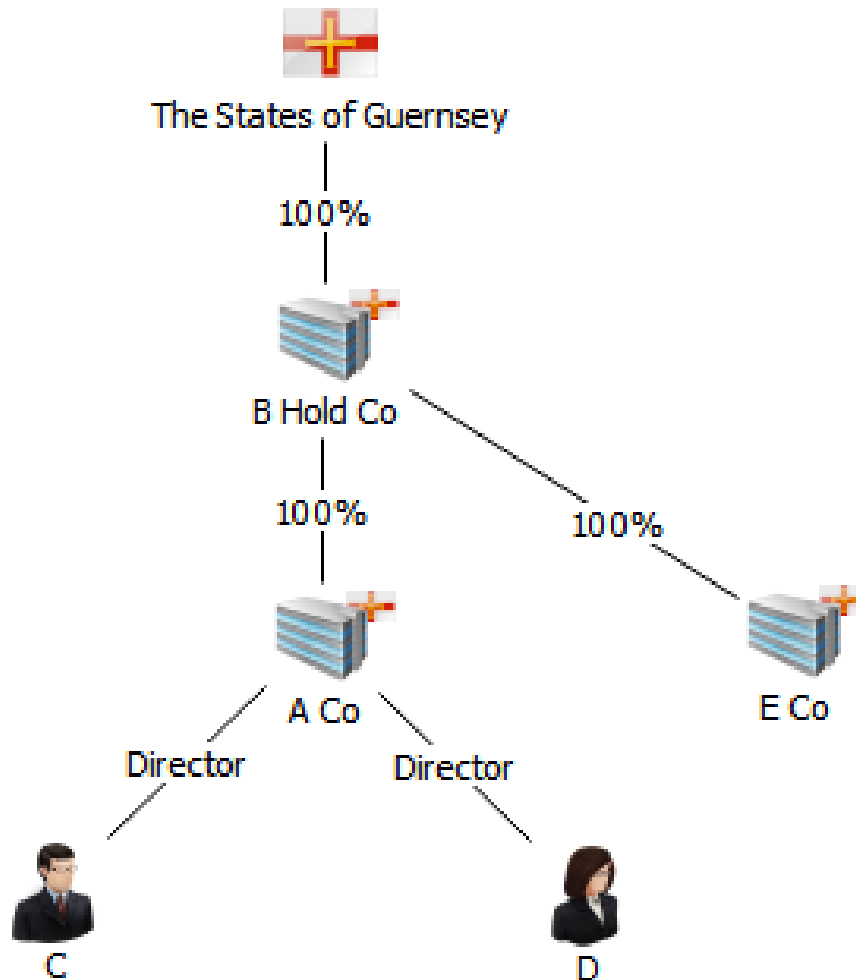 The States of Guernsey
100%
B Hold Co
100%
100%
A Co
E Co
Director
Director
C
D